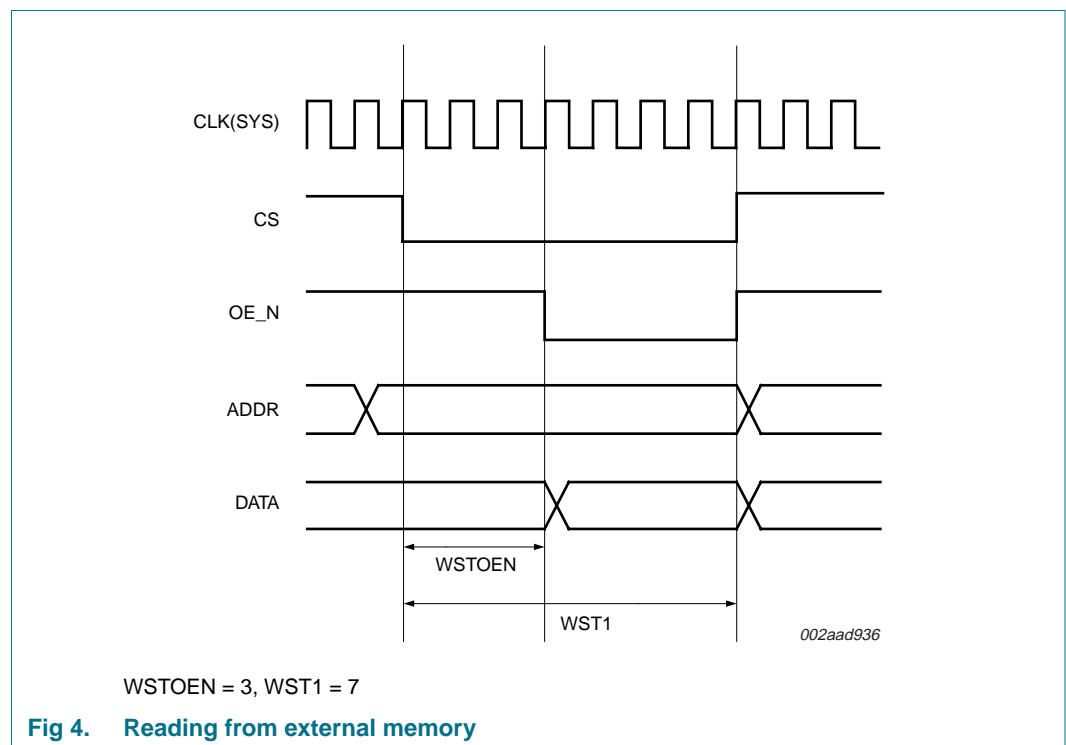 CLK(SYS)
CS
OE_N
ADDR
DATA
WSTOEN
WST1
002aad936
WSTOEN = 3, WST1 = 7
Fig 4. Reading from external memory